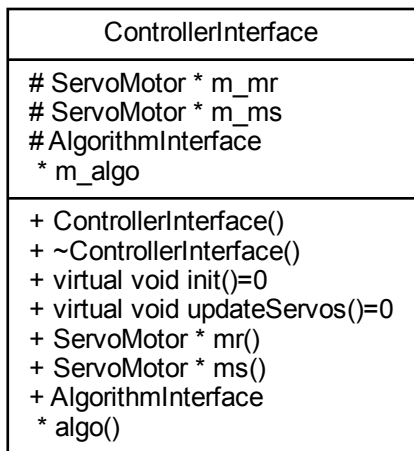 ControllerInterface
# ServoMotor * m_mr
# ServoMotor * m_ms
# AlgorithmInterface
* m_algo
+ ControllerInterface()
+ ~ControllerInterface()
+ virtual void init()=0
+ virtual void updateServos()=0
+ ServoMotor * mr()
+ ServoMotor * ms()
+ AlgorithmInterface
* algo()